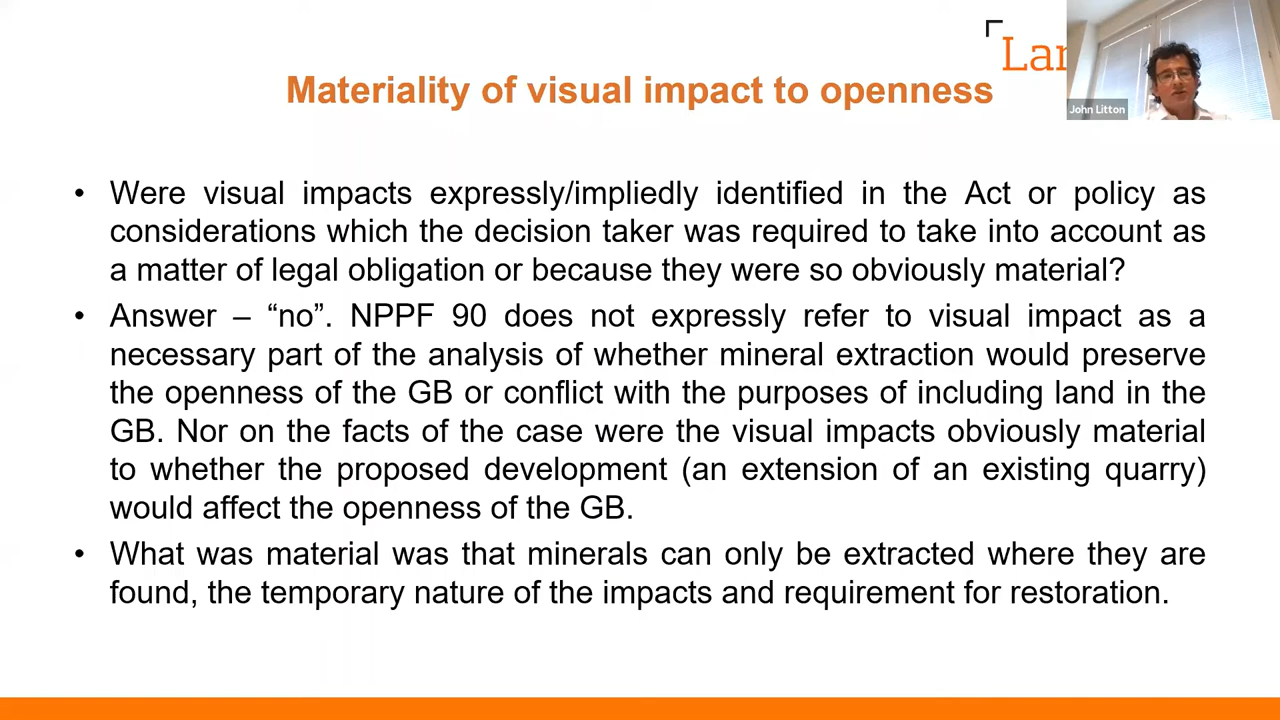 Lan
Materiality of visual impact to openness
John Litton
• Were visual impacts expressly/impliedly identified in the Act or policy as
considerations which the decision taker was required to take into account as
a matter of legal obligation or because they were so obviously material?
• Answer – “no”. NPPF 90 does not expressly refer to visual impact as a
necessary part of the analysis of whether mineral extraction would preserve
the openness of the GB or conflict with the purposes of including land in the
GB. Nor on the facts of the case were the visual impacts obviously material
to whether the proposed development (an extension of an existing quarry)
would affect the openness of the GB.
• What was material was that minerals can only be extracted where they are
found, the temporary nature of the impacts and requirement for restoration.